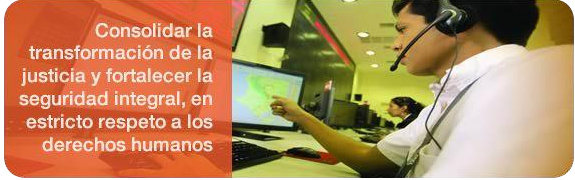 Consolidar la
transformación de la
justicia y fortalecer la
seguridad integral, en
estricto respeto a los
derechos humanos